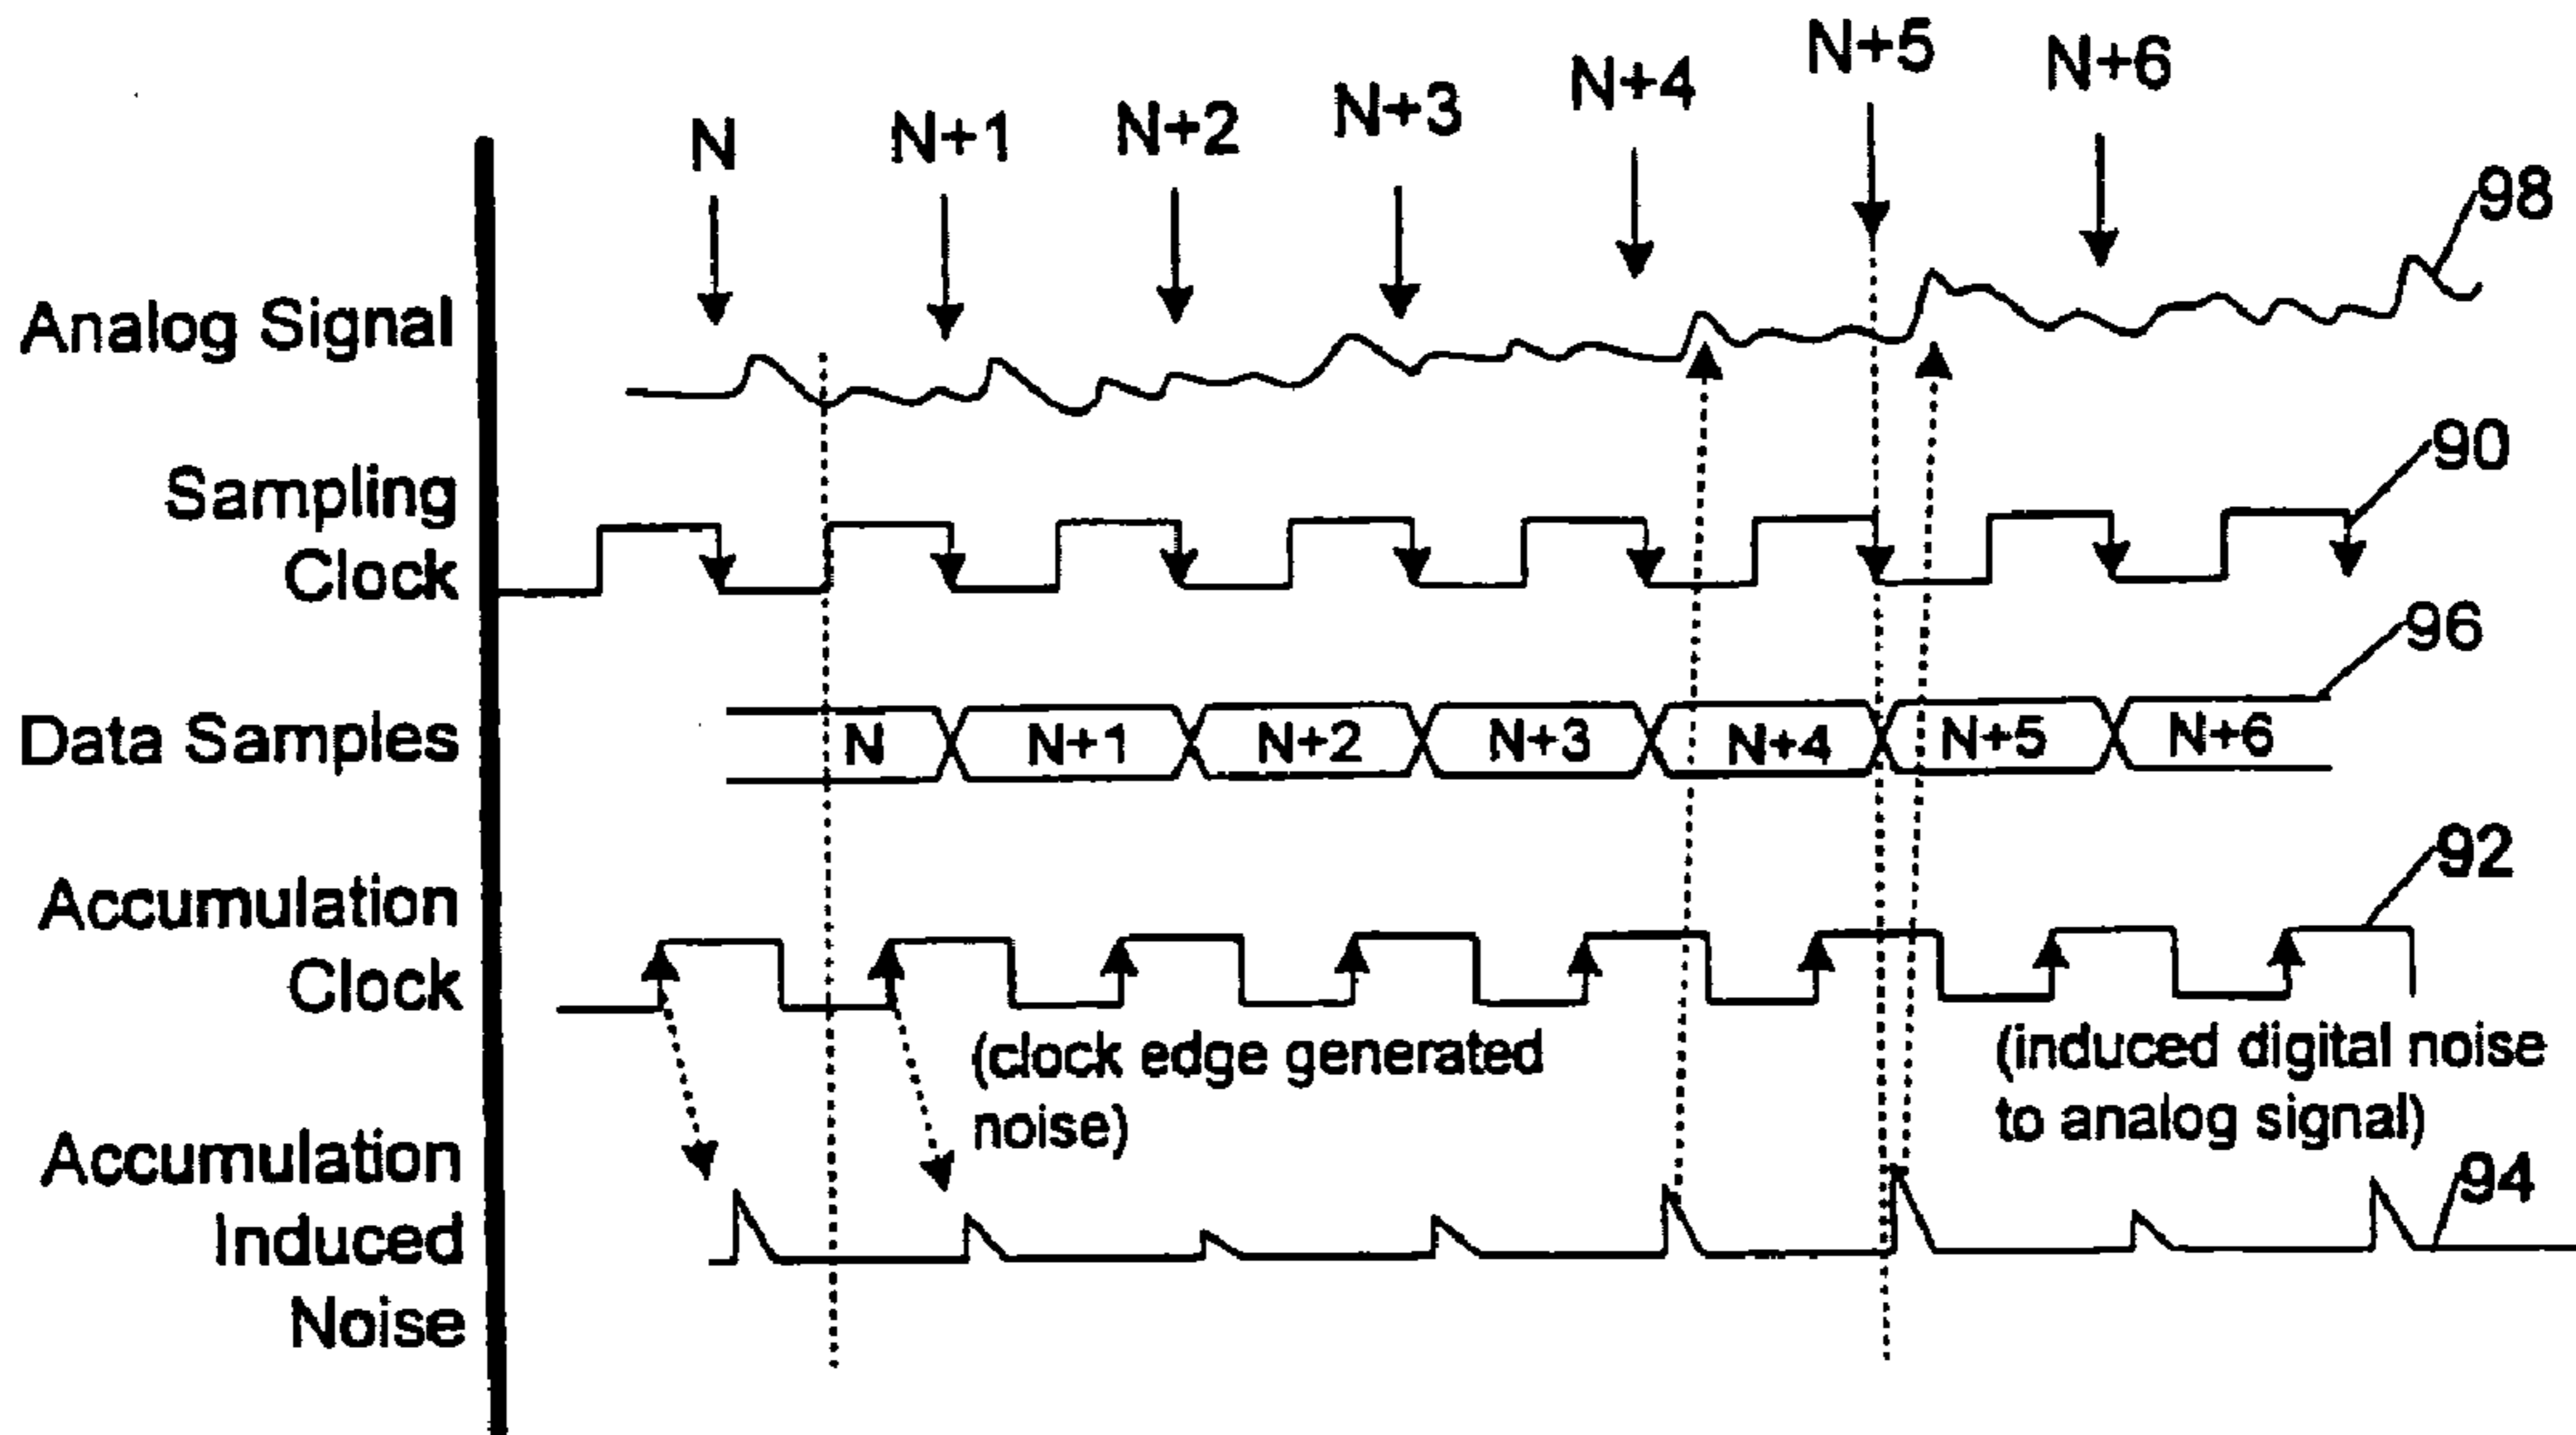 N
N+1
N+2
N+3
N+4
N+5
N+6
98
Analog Signal
90
Sampling
Clock
96
Data Samples
N
N+1
N+2
N+3
N+4
N+5
N+6
92
Accumulation
Clock
(clock edge generated
noise)
(induced digital noise
to analog signal)
94
Accumulation
Induced
Noise